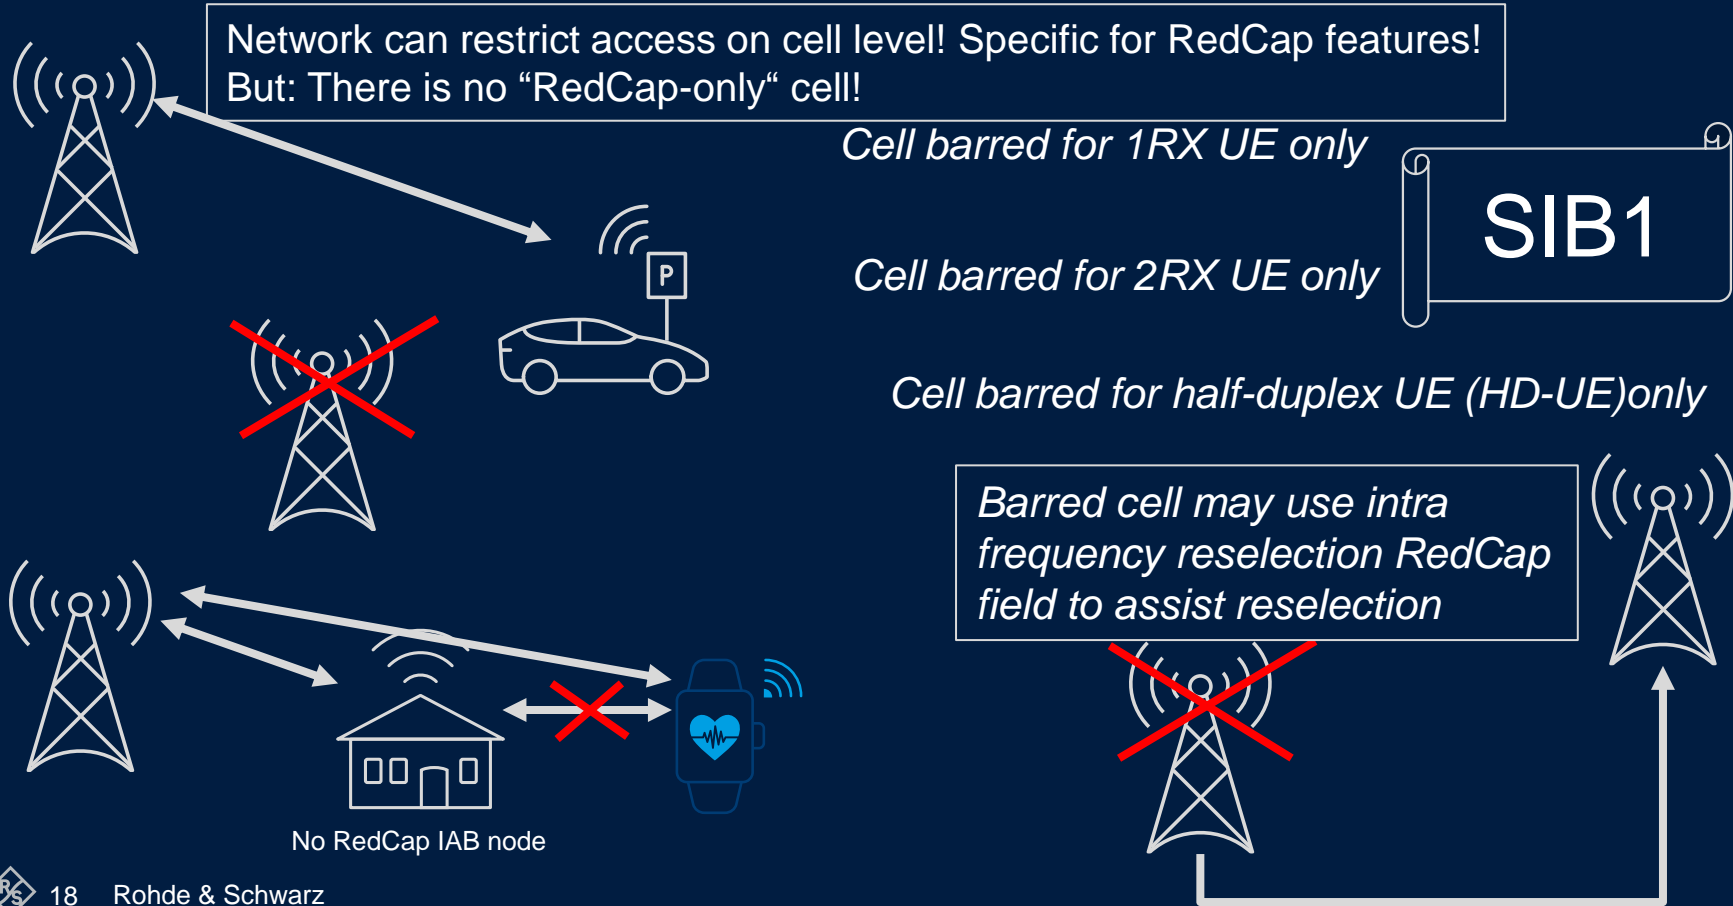 Network can restrict access on cell level! Specific for RedCap features!
But: There is no “RedCap-only“ cell!
Cell barred for 1RX UE only
SIB1
Cell barred for 2RX UE only
P
Cell barred for half-duplex UE (HD-UE)only
Barred cell may use intra
frequency reselection RedCap
field to assist reselection
No RedCap IAB node
RS
18 Rohde & Schwarz